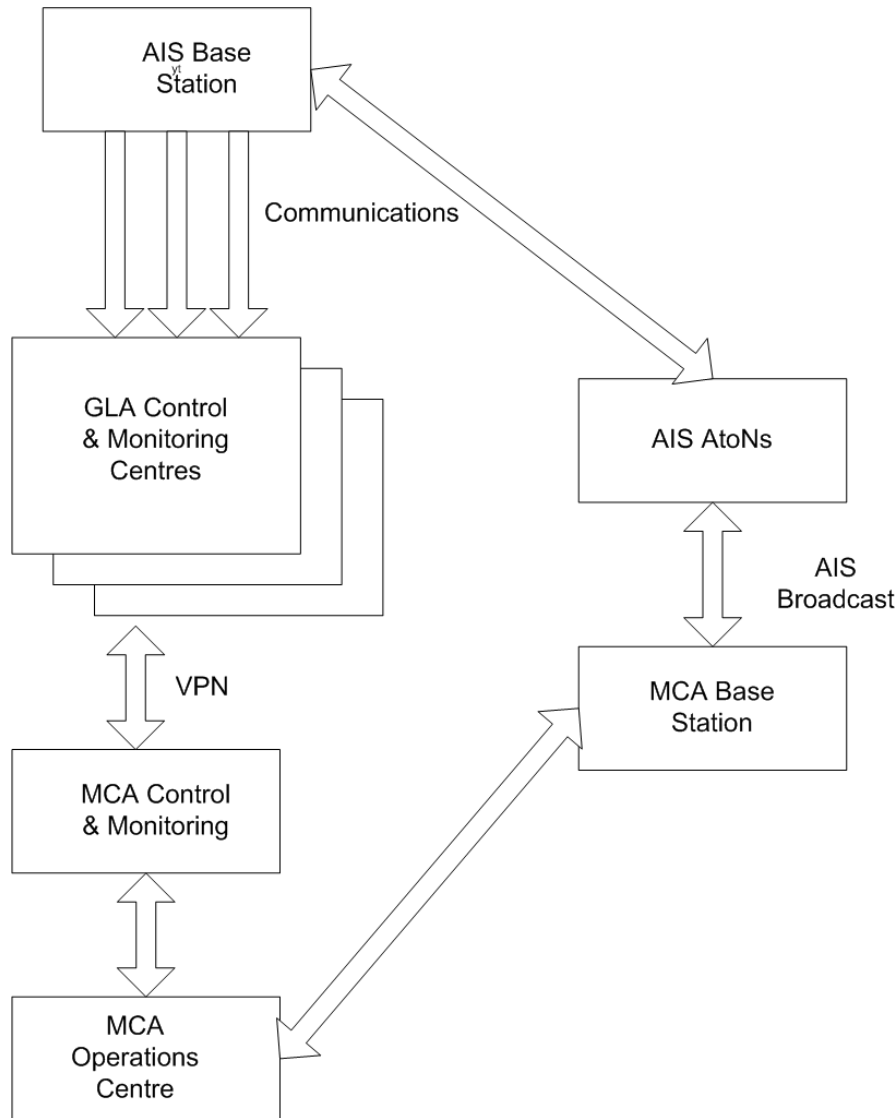 AIS Base
yt
Station
Communications
GLA Control
& Monitoring
Centres
AIS AtoNs
AIS
Broadcast
VPN
MCA Base
Station
MCA Control
& Monitoring
MCA
Operations
Centre